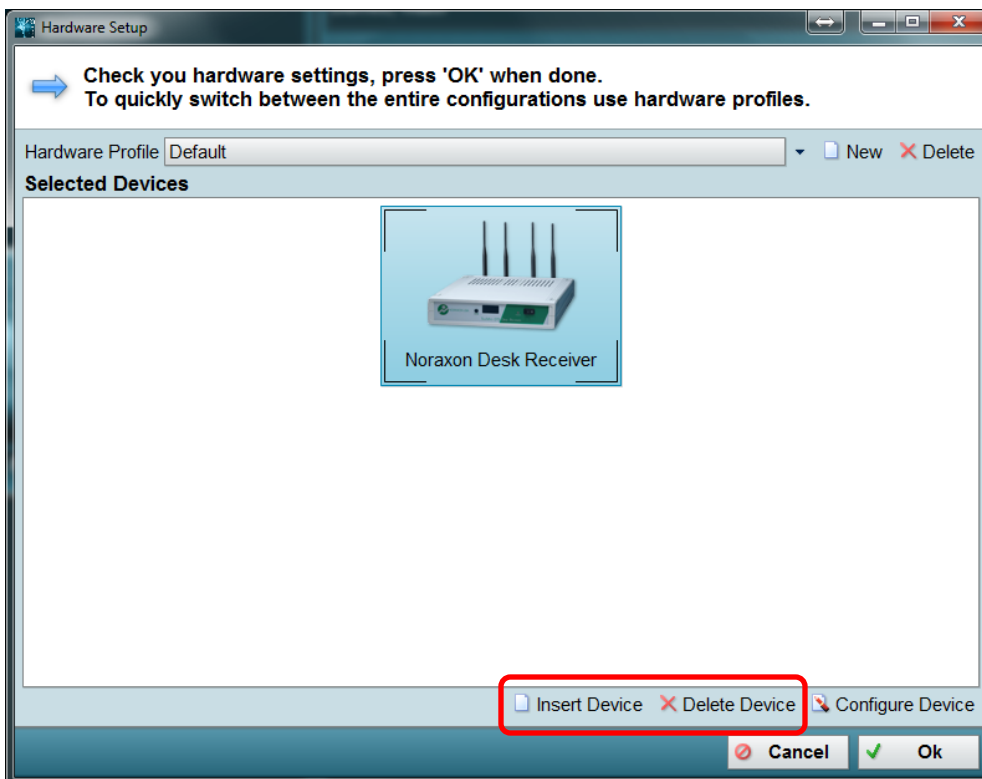 Hardware Setup
Check you hardware settings, press 'OK' when done.
To quickly switch between the entire configurations use hardware profiles.
Hardware Profile Default New Delete
Selected Devices
Noraxon Desk Receiver
Insert Device Delete Device Configure Device
Cancel Ok